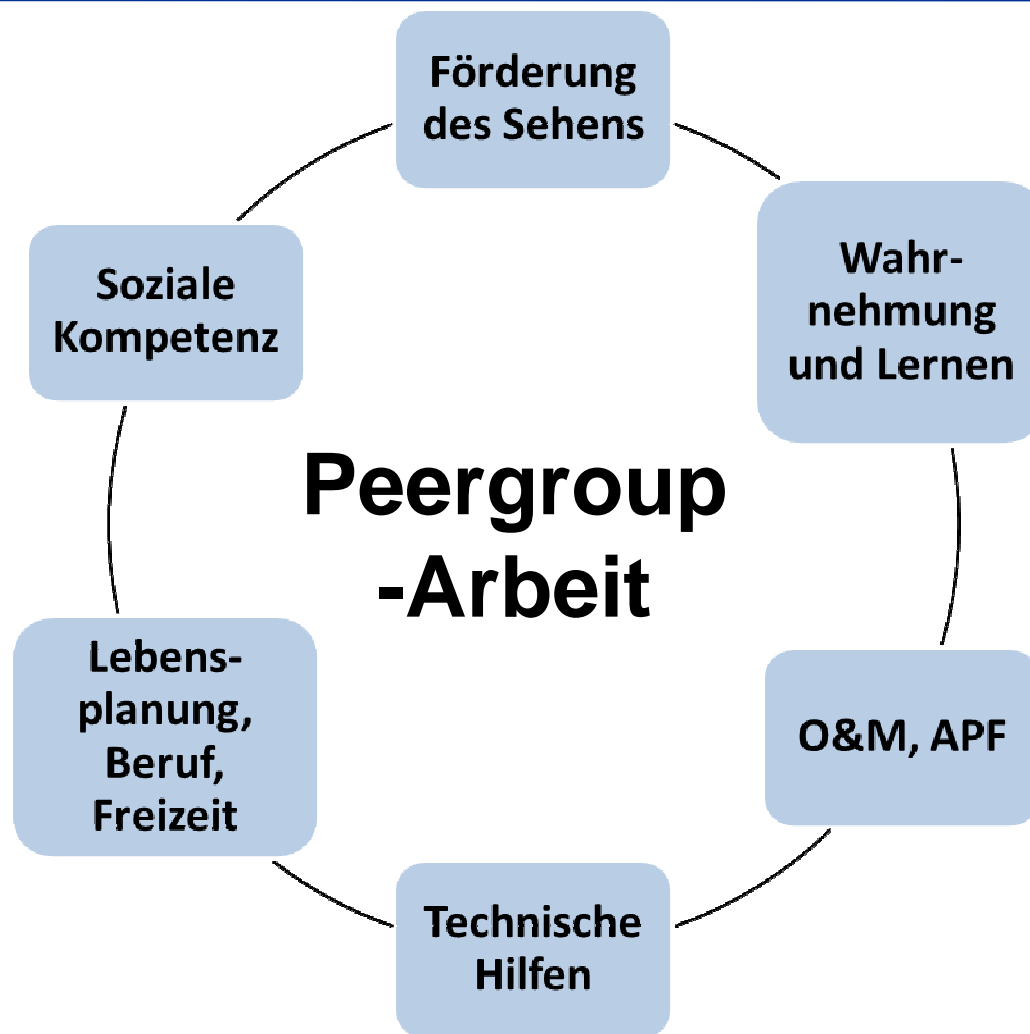 Förderung
des Sehens
Wahr-
nehmung
und Lernen
O&M, APF
Technische
Hilfen
Lebens-
planung,
Beruf,
Freizeit
Soziale
Kompetenz
Peergroup
-Arbeit